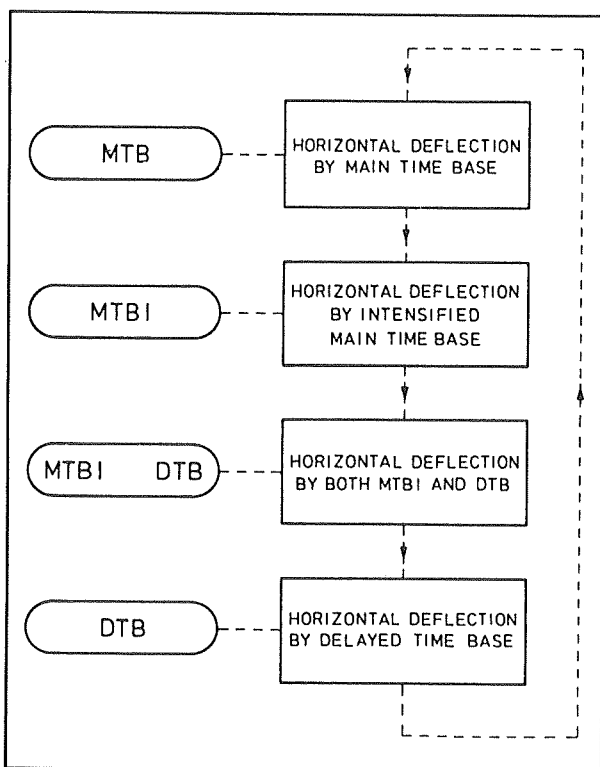 MTB
HORIZONTAL DEFLECTION
BY MAIN TIME BASE
MTBI
HORIZONTAL DEFLECTION
BY INTENSIFIED
MAIN TIME BASE
MTBI DTB
HORIZONTAL DEFLECTION
BY BOTH MTBI AND DTB
DTB
HORIZONTAL DEFLECTION
BY DELAYED TIME BASE